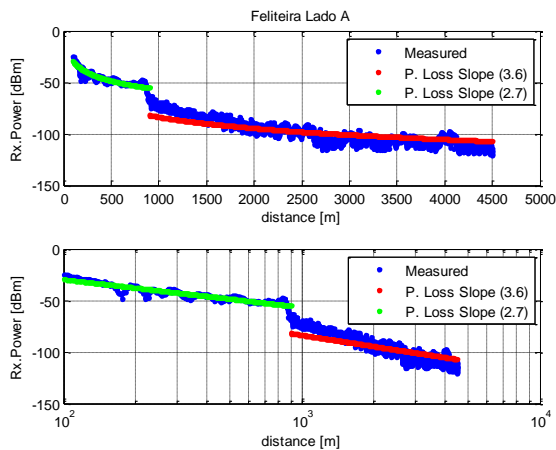 Feliteira Lado A
0
-50
-100
-150
Rx.Power [dBm]
Measured
P. Loss Slope (3.6)
P. Loss Slope (2.7)
0 500 1000 1500 2000 2500 3000 3500 4000 4500 5000
distance [m]
0
-50
-100
-150
Rx.Power [dBm]
Measured
P. Loss Slope (3.6)
P. Loss Slope (2.7)
10^2 10^3 10^4
distance [m]